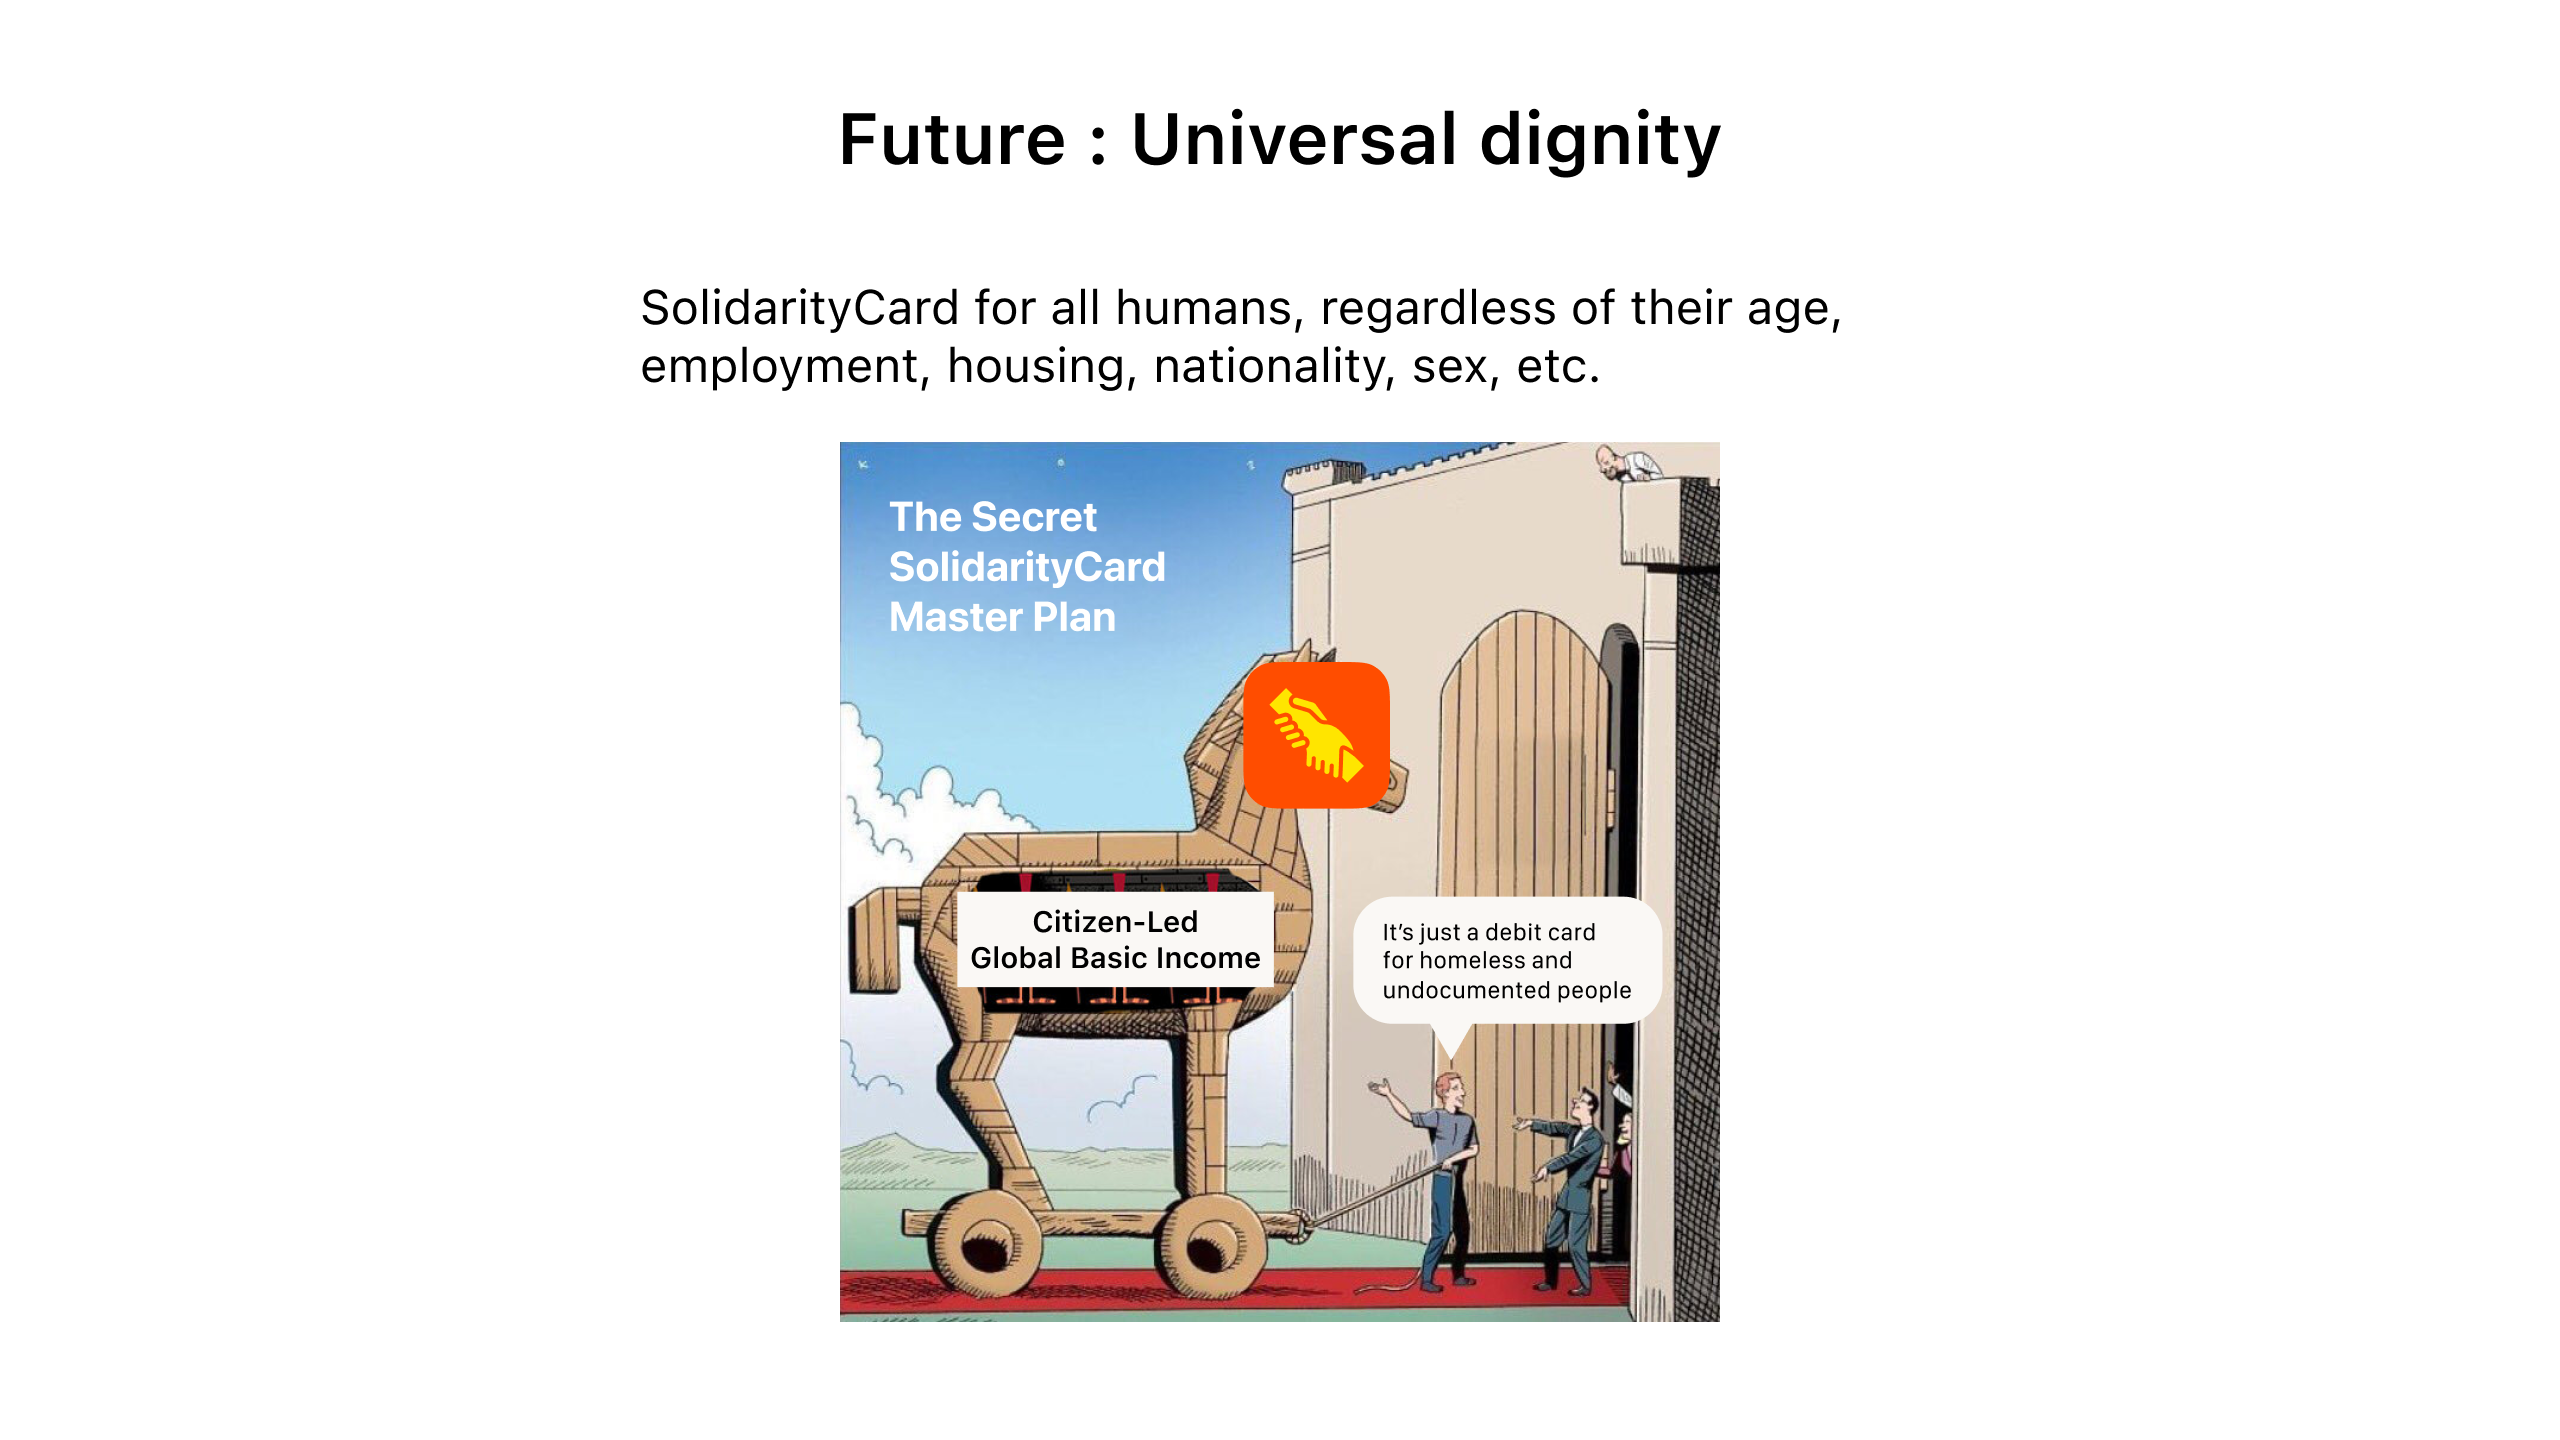 Future : Universal dignity
SolidarityCard for all humans, regardless of their age,
employment, housing, nationality, sex, etc.
K O Z
The Secret
SolidarityCard
Master Plan
Citizen-Led
Global Basic Income
It’s just a debit card
for homeless and
undocumented people